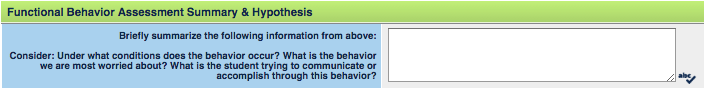 Functional Behavior Assessment Summary & Hypothesis
Briefly summarize the following information from above:
Consider: Under what conditions does the behavior occur? What is the behavior
we are most worried about? What is the student trying to communicate or
accomplish through this behavior?
abc